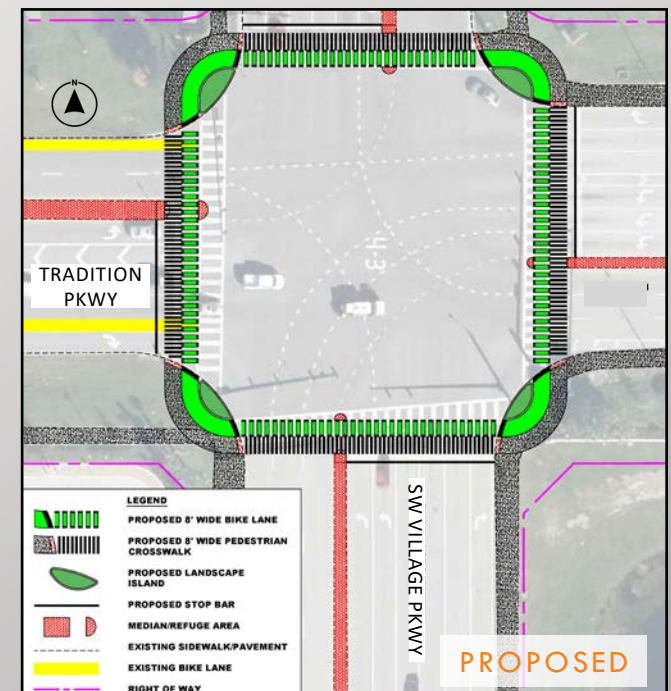 N
TRADITION
PKWY
SW VILLAGE PKWY
LEGEND
PROPOSED 8' WIDE BIKE LANE
PROPOSED 8' WIDE PEDESTRIAN
CROSSWALK
PROPOSED LANDSCAPE
ISLAND
PROPOSED STOP BAR
MEDIAN/REFUGE AREA
EXISTING SIDEWALK/PAVEMENT
EXISTING BIKE LANE
RIGHT OF WAY
PROPOSED